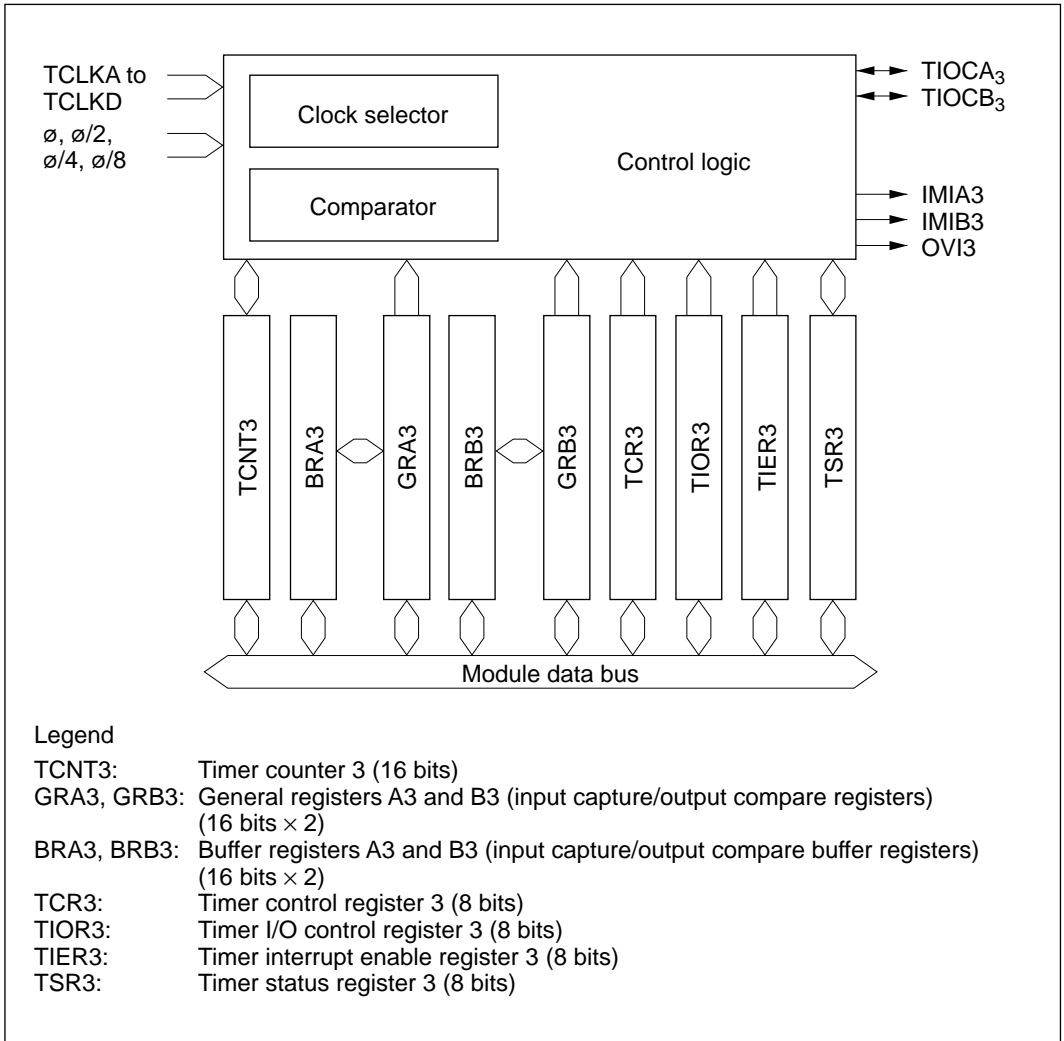 TCLKA to
TCLKD
ø, ø/2,
ø/4, ø/8
Clock selector
Comparator
Control logic
TIOCA3
TIOCB3
IMIA3
IMIB3
OVI3
TCNT3
BRA3
GRA3
BRB3
GRB3
TCR3
TIOR3
TIER3
TSR3
Module data bus
Legend
TCNT3: Timer counter 3 (16 bits)
GRA3, GRB3: General registers A3 and B3 (input capture/output compare registers)
(16 bits × 2)
BRA3, BRB3: Buffer registers A3 and B3 (input capture/output compare buffer registers)
(16 bits × 2)
TCR3: Timer control register 3 (8 bits)
TIOR3: Timer I/O control register 3 (8 bits)
TIER3: Timer interrupt enable register 3 (8 bits)
TSR3: Timer status register 3 (8 bits)